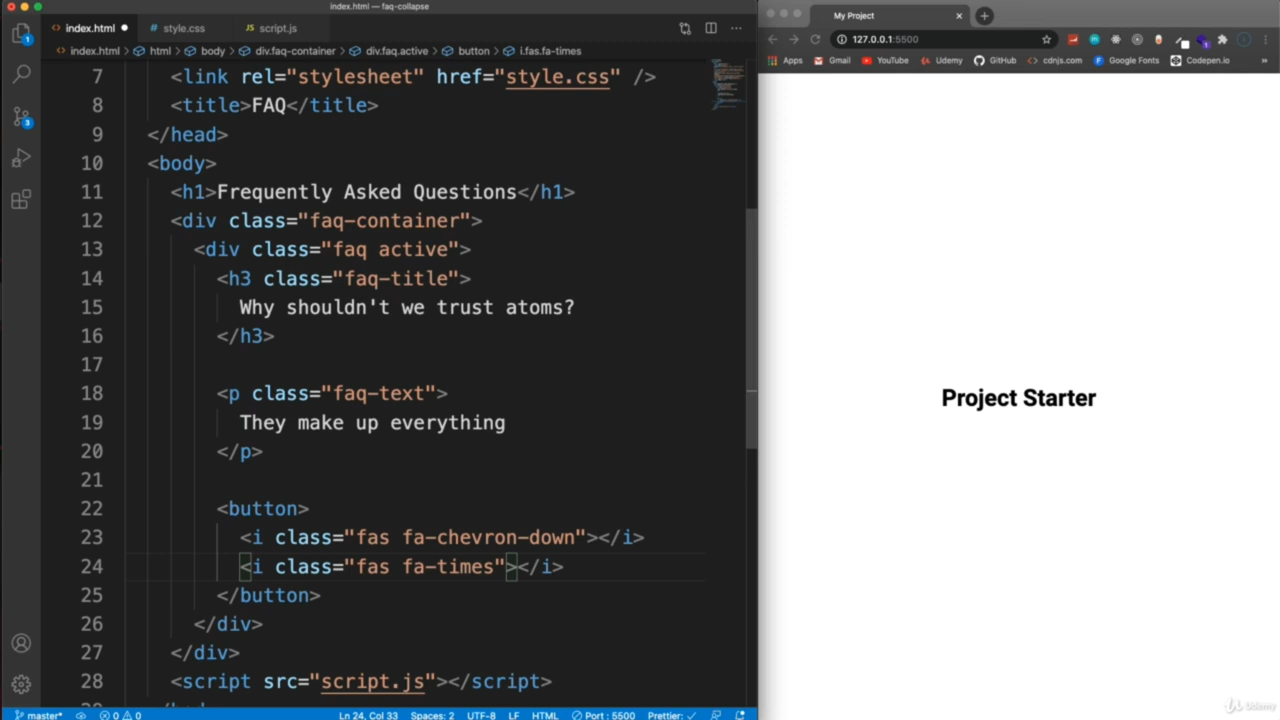 index.html — faq-collapse
index.html
style.css
script.js
index.html > html > body > div.faq-container > div.faq.active > button > i.fas.fa-times
7 <link rel="stylesheet" href="style.css" />
8 <title>FAQ</title>
9 </head>
10 <body>
11 <h1>Frequently Asked Questions</h1>
12 <div class="faq-container">
13 <div class="faq active">
14 <h3 class="faq-title">
15 Why shouldn't we trust atoms?
16 </h3>
17
18 <p class="faq-text">
19 They make up everything
20 </p>
21
22 <button>
23 <i class="fas fa-chevron-down"></i>
24 <i class="fas fa-times"></i>
25 </button>
26 </div>
27 </div>
28 <script src="script.js"></script>
1
3
master* 0 0 Ln 24, Col 33 Spaces: 2 UTF-8 LF HTML Port : 5500 Prettier: ✓
My Project
127.0.0.1:5500
Apps Gmail YouTube Udemy GitHub cdnjs.com Google Fonts Codepen.io »
Project Starter
Udemy